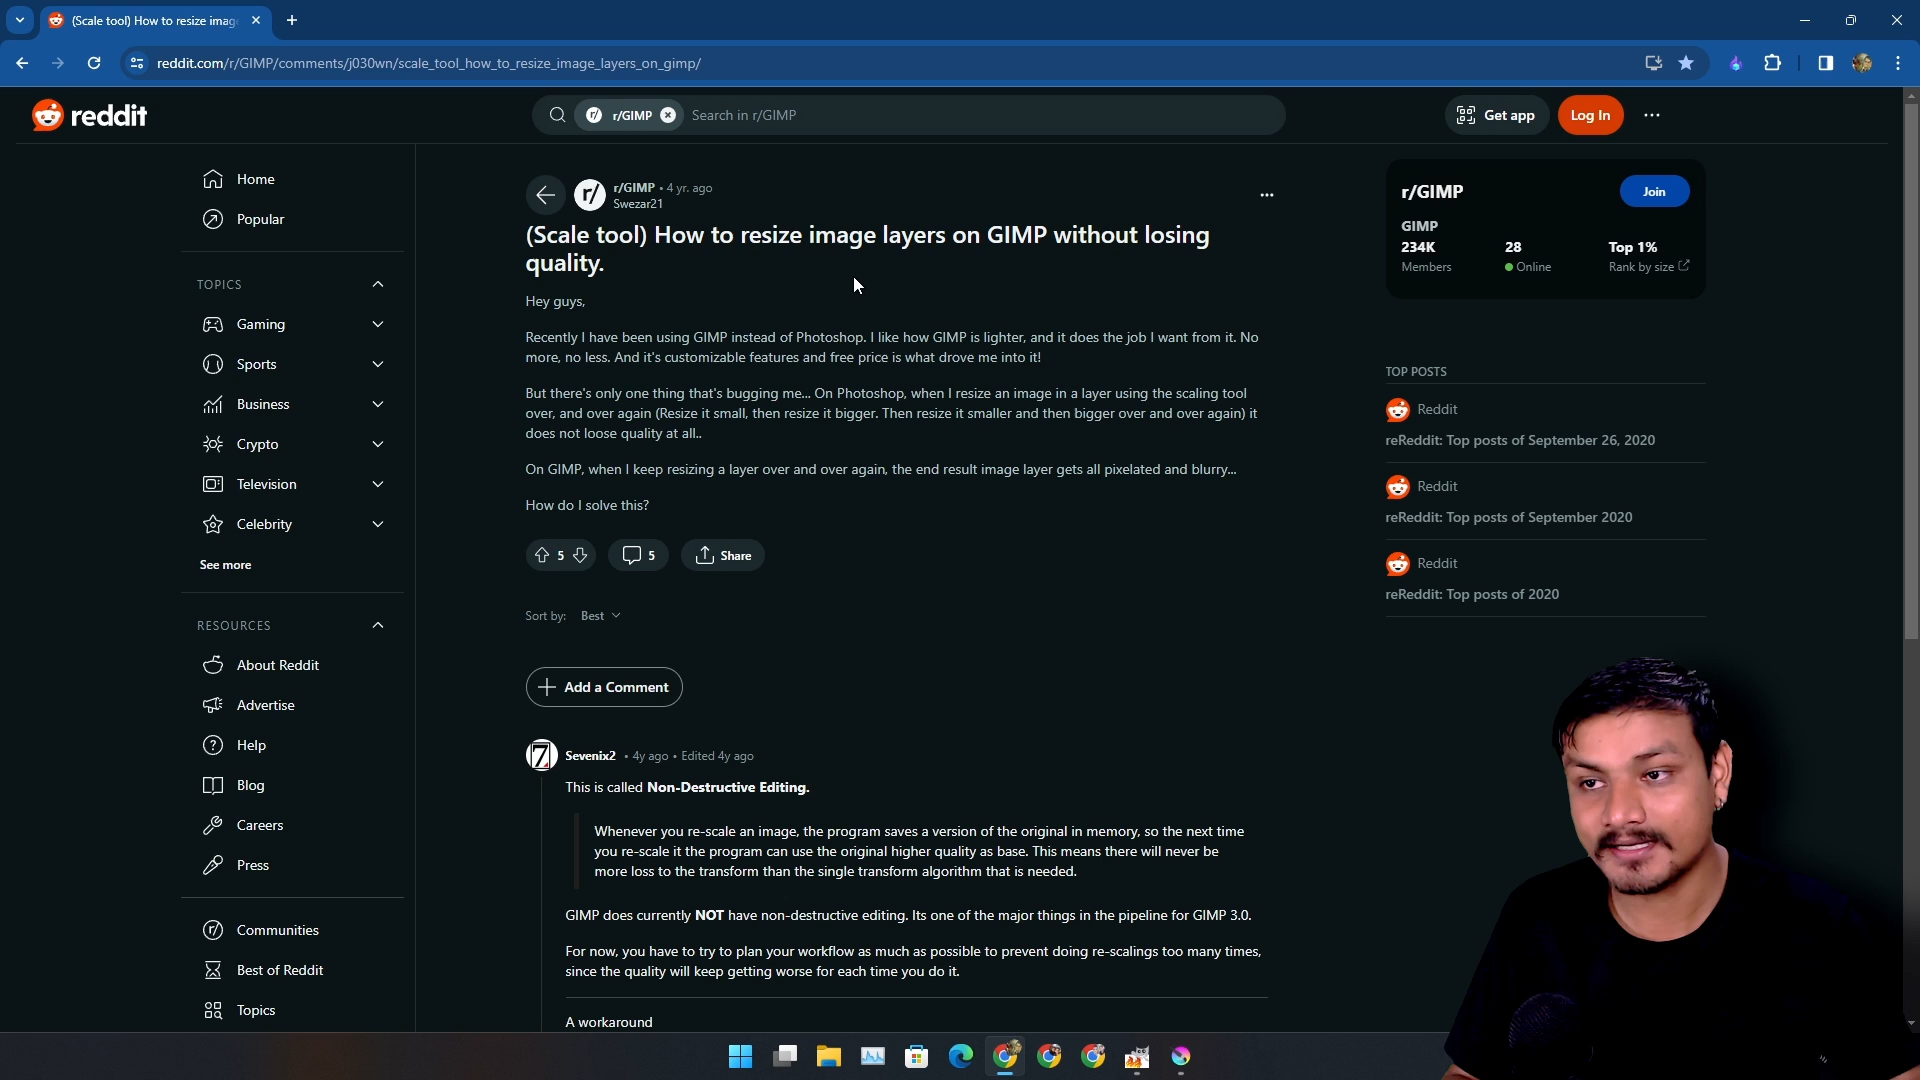 (Scale tool) How to resize imag
reddit.com/r/GIMP/comments/j030wn/scale_tool_how_to_resize_image_layers_on_gimp/
reddit
r/GIMP
Search in r/GIMP
Get app
Log In
Home
Popular
TOPICS
Gaming
Sports
Business
Crypto
Television
Celebrity
See more
RESOURCES
About Reddit
Advertise
Help
Blog
Careers
Press
Communities
Best of Reddit
Topics
r/GIMP • 4 yr. ago
Swezar21
(Scale tool) How to resize image layers on GIMP without losing
quality.
Hey guys,
Recently I have been using GIMP instead of Photoshop. I like how GIMP is lighter, and it does the job I want from it. No
more, no less. And it's customizable features and free price is what drove me into it!
But there's only one thing that's bugging me... On Photoshop, when I resize an image in a layer using the scaling tool
over, and over again (Resize it small, then resize it bigger. Then resize it smaller and then bigger over and over again) it
does not loose quality at all..
On GIMP, when I keep resizing a layer over and over again, the end result image layer gets all pixelated and blurry...
How do I solve this?
5
5
Share
Sort by: Best
Add a Comment
Sevenix2 • 4y ago • Edited 4y ago
This is called Non-Destructive Editing.
Whenever you re-scale an image, the program saves a version of the original in memory, so the next time
you re-scale it the program can use the original higher quality as base. This means there will never be
more loss to the transform than the single transform algorithm that is needed.
GIMP does currently NOT have non-destructive editing. Its one of the major things in the pipeline for GIMP 3.0.
For now, you have to try to plan your workflow as much as possible to prevent doing re-scalings too many times,
since the quality will keep getting worse for each time you do it.
A workaround
r/GIMP
Join
GIMP
234K
28
Top 1%
Members
Online
Rank by size
TOP POSTS
Reddit
reReddit: Top posts of September 26, 2020
Reddit
reReddit: Top posts of September 2020
Reddit
reReddit: Top posts of 2020